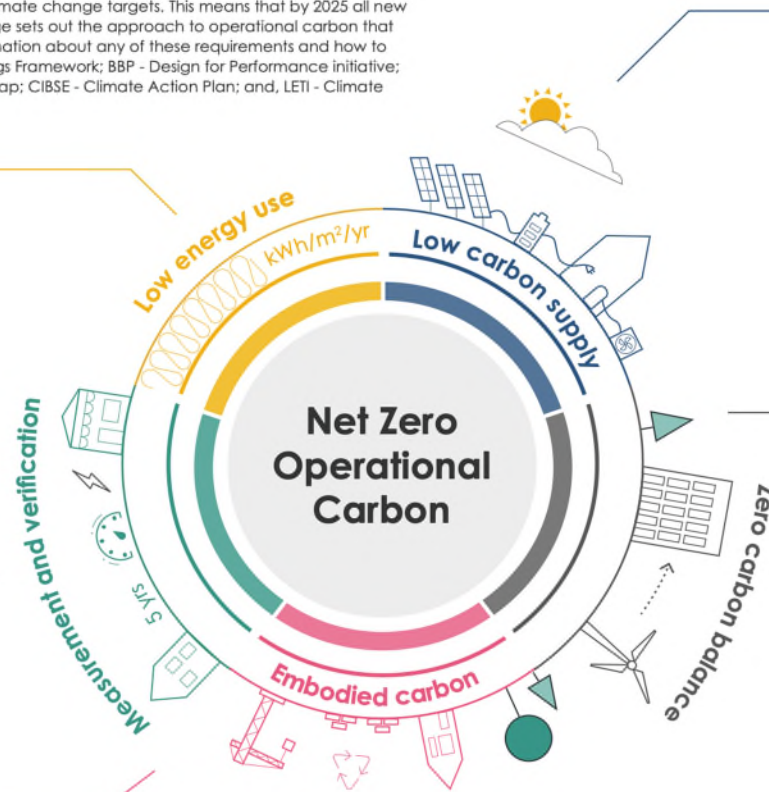 mate change targets. This means that by 2025 all new
ge sets out the approach to operational carbon that
nation about any of these requirements and how to
gs Framework; BBP - Design for Performance initiative;
ap; CIBSE - Climate Action Plan; and, LETI - Climate
Low energy use
kWh/m²/yr
Low carbon supply
Measurement and verification
5 yrs
Net Zero
Operational
Carbon
Zero carbon balance
Embodied carbon